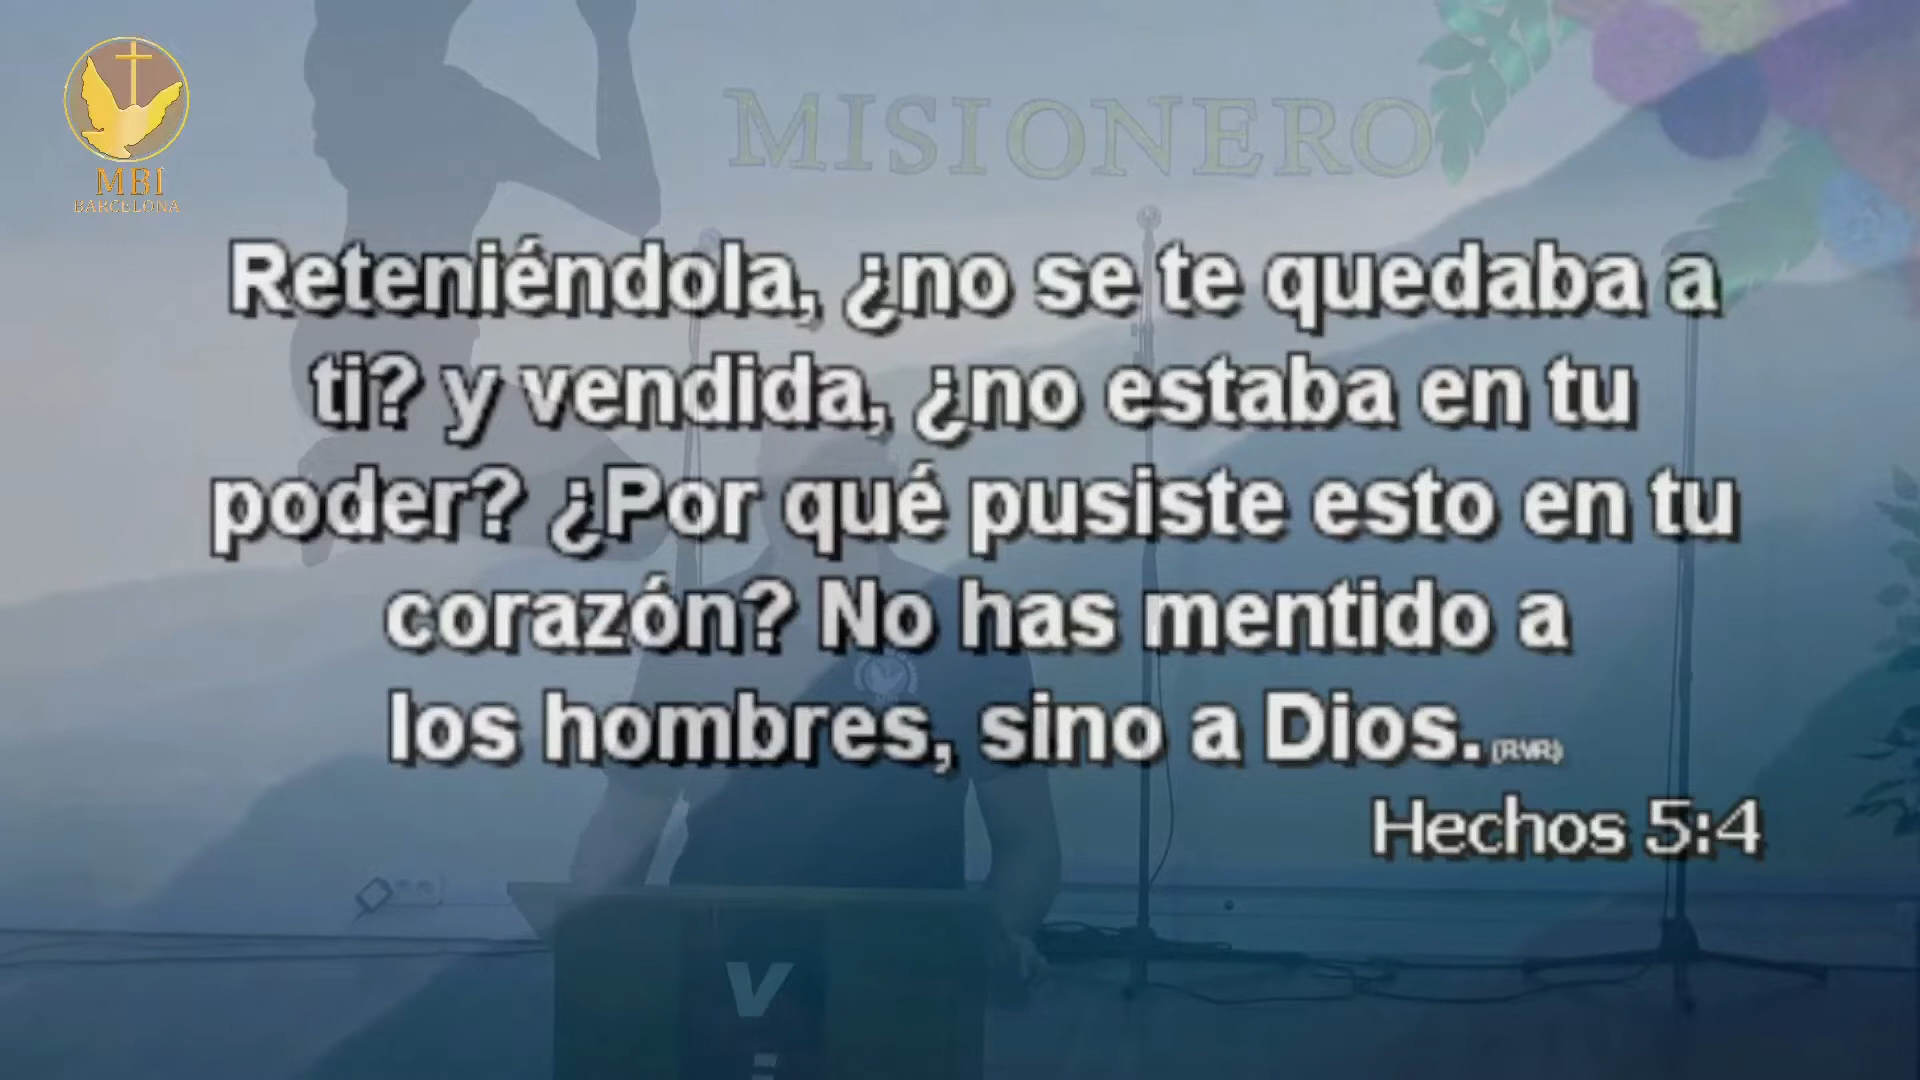 MBI
BARCELONA
MISIONERO
Reteniéndola, ¿no se te quedaba a
ti? y vendida, ¿no estaba en tu
poder? ¿Por qué pusiste esto en tu
corazón? No has mentido a
los hombres, sino a Dios. (RVR)
Hechos 5:4
V
i